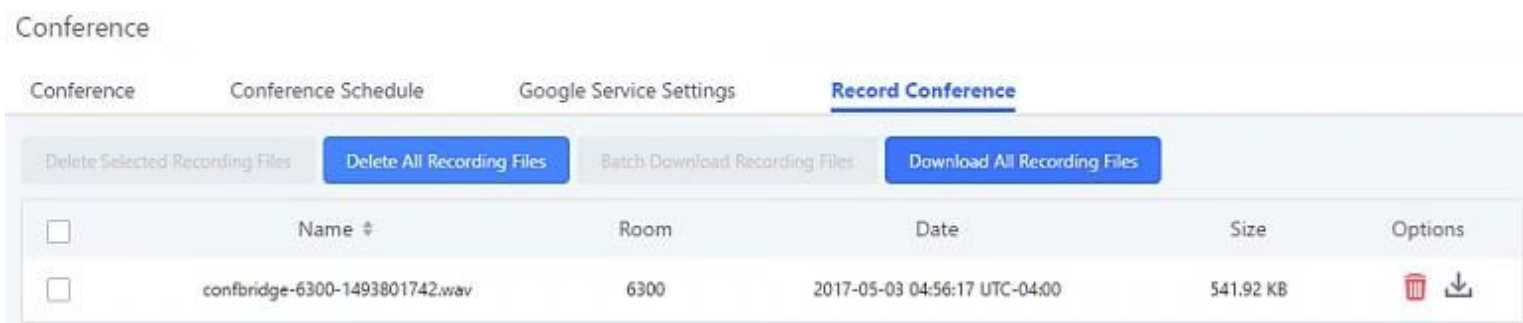 Conference
Conference Conference Schedule Google Service Settings Record Conference
Delete Selected Recording Files Delete All Recording Files Batch Download Recording Files Download All Recording Files
Name Room Date Size Options
confbridge-6300-1493801742.wav 6300 2017-05-03 04:56:17 UTC-04:00 541.92 KB